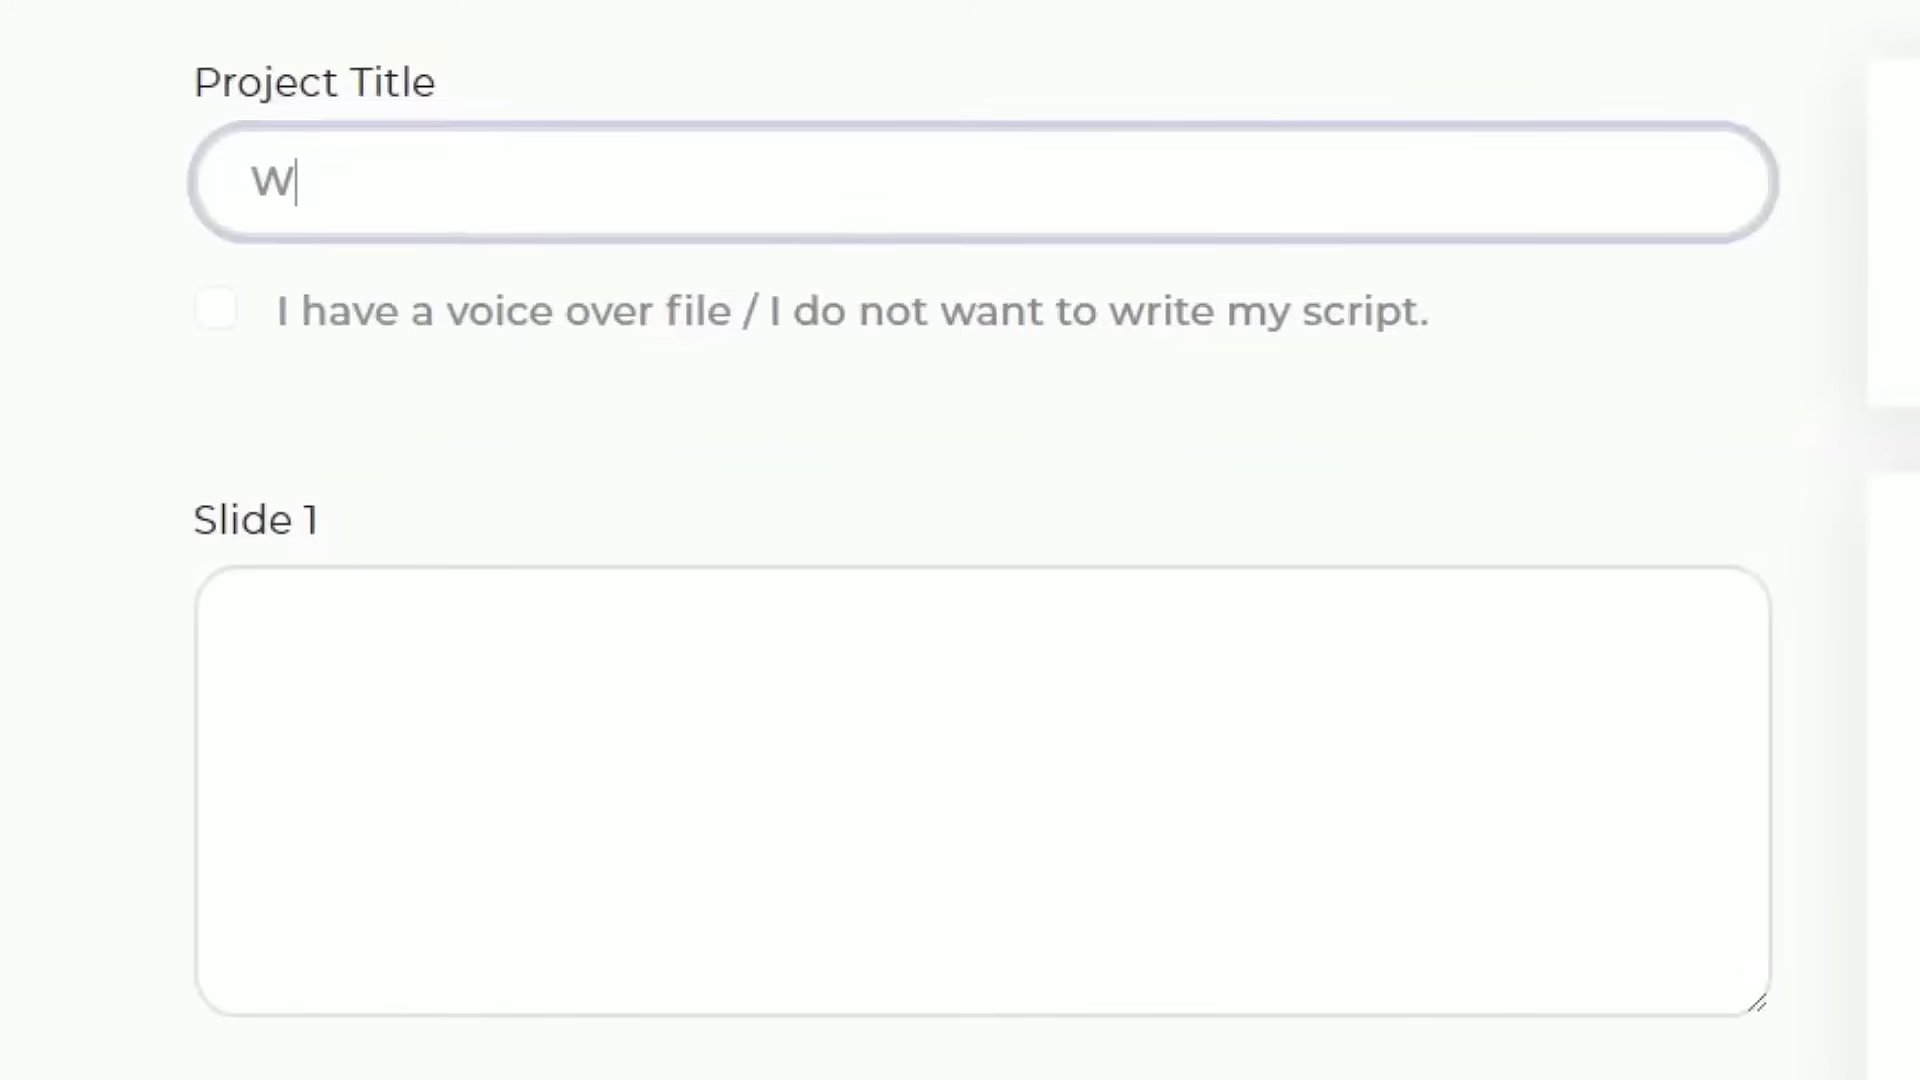 Project Title
W
I have a voice over file / I do not want to write my script.
Slide 1